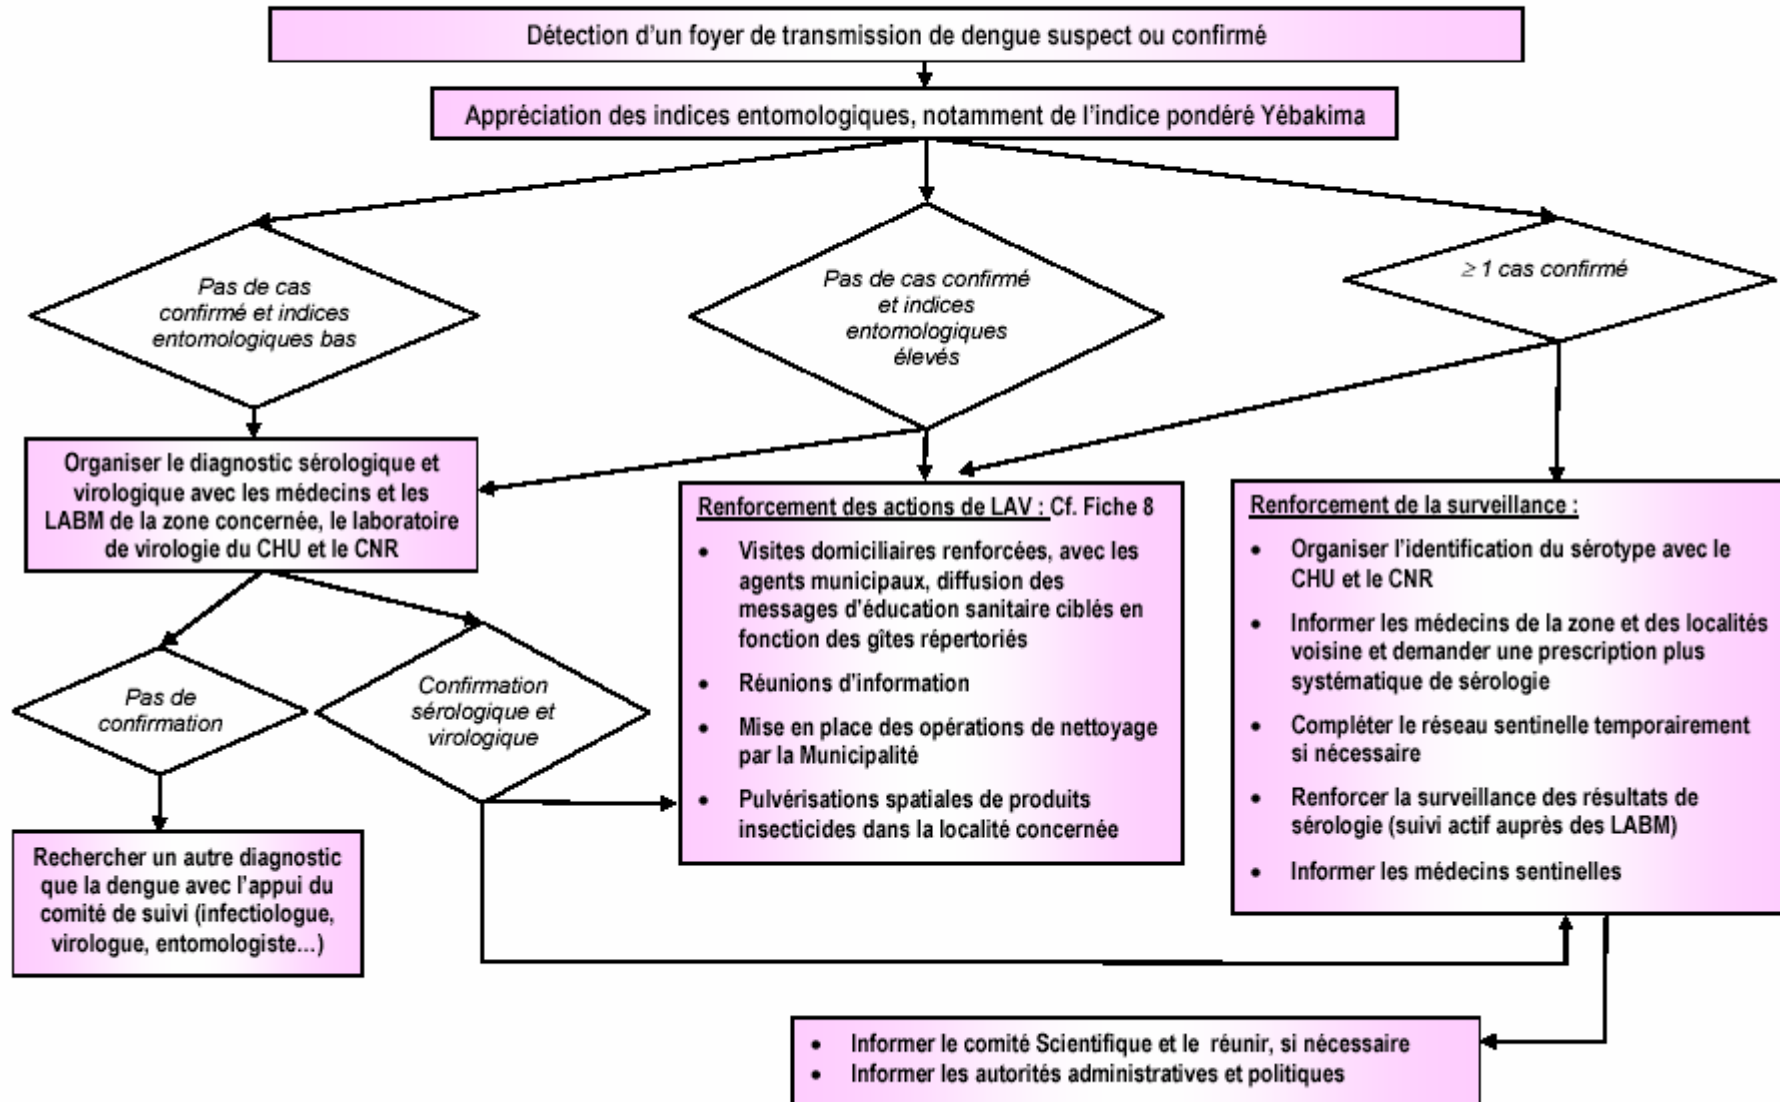 Détection d'un foyer de transmission de dengue suspect ou confirmé
Appréciation des indices entomologiques, notamment de l'indice pondéré Yébakima
Pas de cas
confirmé et indices
entomologiques bas
Pas de cas confirmé
et indices
entomologiques
élevés
≥ 1 cas confirmé
Organiser le diagnostic sérologique et
virologique avec les médecins et les
LABM de la zone concernée, le laboratoire
de virologie du CHU et le CNR
Renforcement des actions de LAV : Cf. Fiche 8
• Visites domiciliaires renforcées, avec les
agents municipaux, diffusion des
messages d'éducation sanitaire ciblés en
fonction des gîtes répertoriés
• Réunions d'information
• Mise en place des opérations de nettoyage
par la Municipalité
• Pulvérisations spatiales de produits
insecticides dans la localité concernée
Renforcement de la surveillance :
• Organiser l'identification du sérotype avec le
CHU et le CNR
• Informer les médecins de la zone et des localités
voisine et demander une prescription plus
systématique de sérologie
• Compléter le réseau sentinelle temporairement
si nécessaire
• Renforcer la surveillance des résultats de
sérologie (suivi actif auprès des LABM)
• Informer les médecins sentinelles
Pas de
confirmation
Confirmation
sérologique et
virologique
Rechercher un autre diagnostic
que la dengue avec l'appui du
comité de suivi (infectiologue,
virologue, entomologiste…)
• Informer le comité Scientifique et le réunir, si nécessaire
• Informer les autorités administratives et politiques